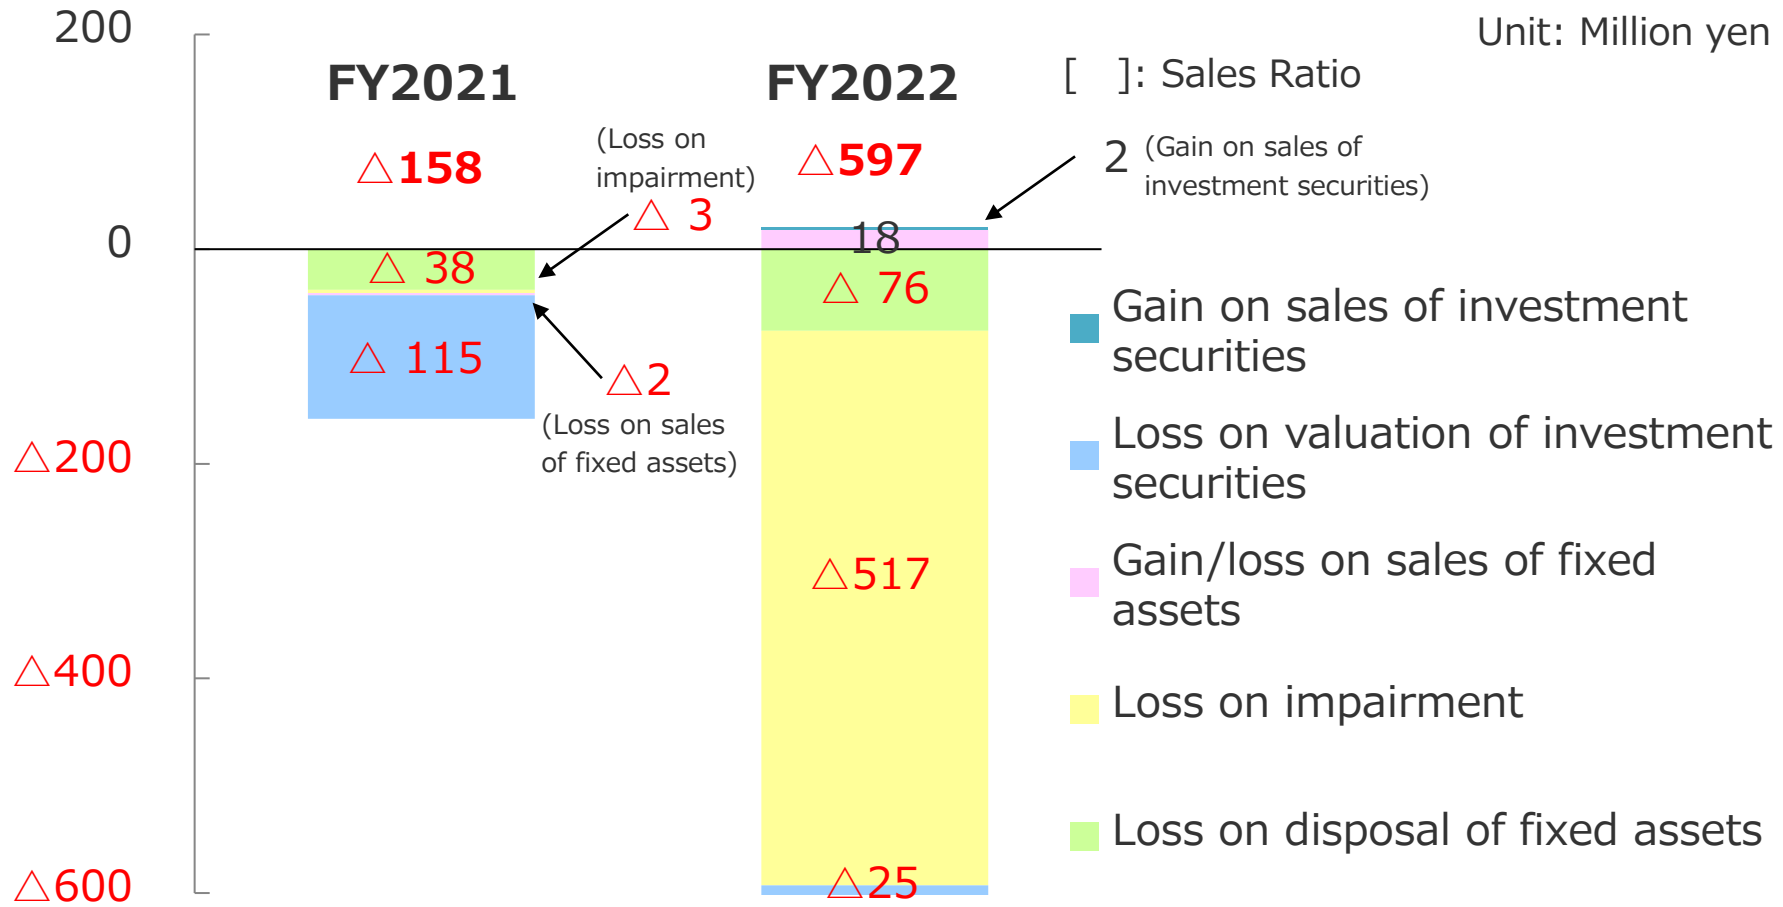 Unit: Million yen
[ ]: Sales Ratio
200
0
△200
△400
△600
FY2021
△158
(Loss on
impairment)
△ 3
△ 38
△ 115
△2
(Loss on sales
of fixed assets)
FY2022
△597
2 (Gain on sales of
investment securities)
18
△ 76
△517
△25
Gain on sales of investment
securities
Loss on valuation of investment
securities
Gain/loss on sales of fixed
assets
Loss on impairment
Loss on disposal of fixed assets